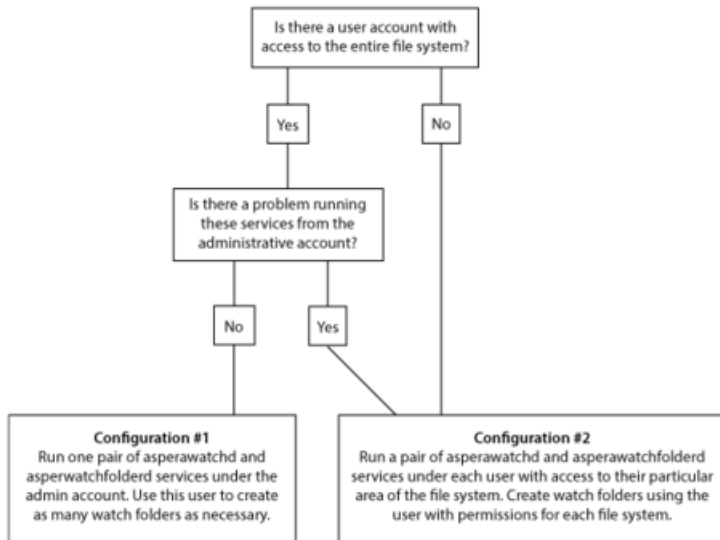 Is there a user account with
access to the entire file system?
Yes
No
Is there a problem running
these services from the
administrative account?
No
Yes
Configuration #1
Run one pair of asperawatchd and
asperwatchfolderd services under the
admin account. Use this user to create
as many watch folders as necessary.
Configuration #2
Run a pair of asperawatchd and asperawatchfolderd
services under each user with access to their particular
area of the file system. Create watch folders using the
user with permissions for each file system.